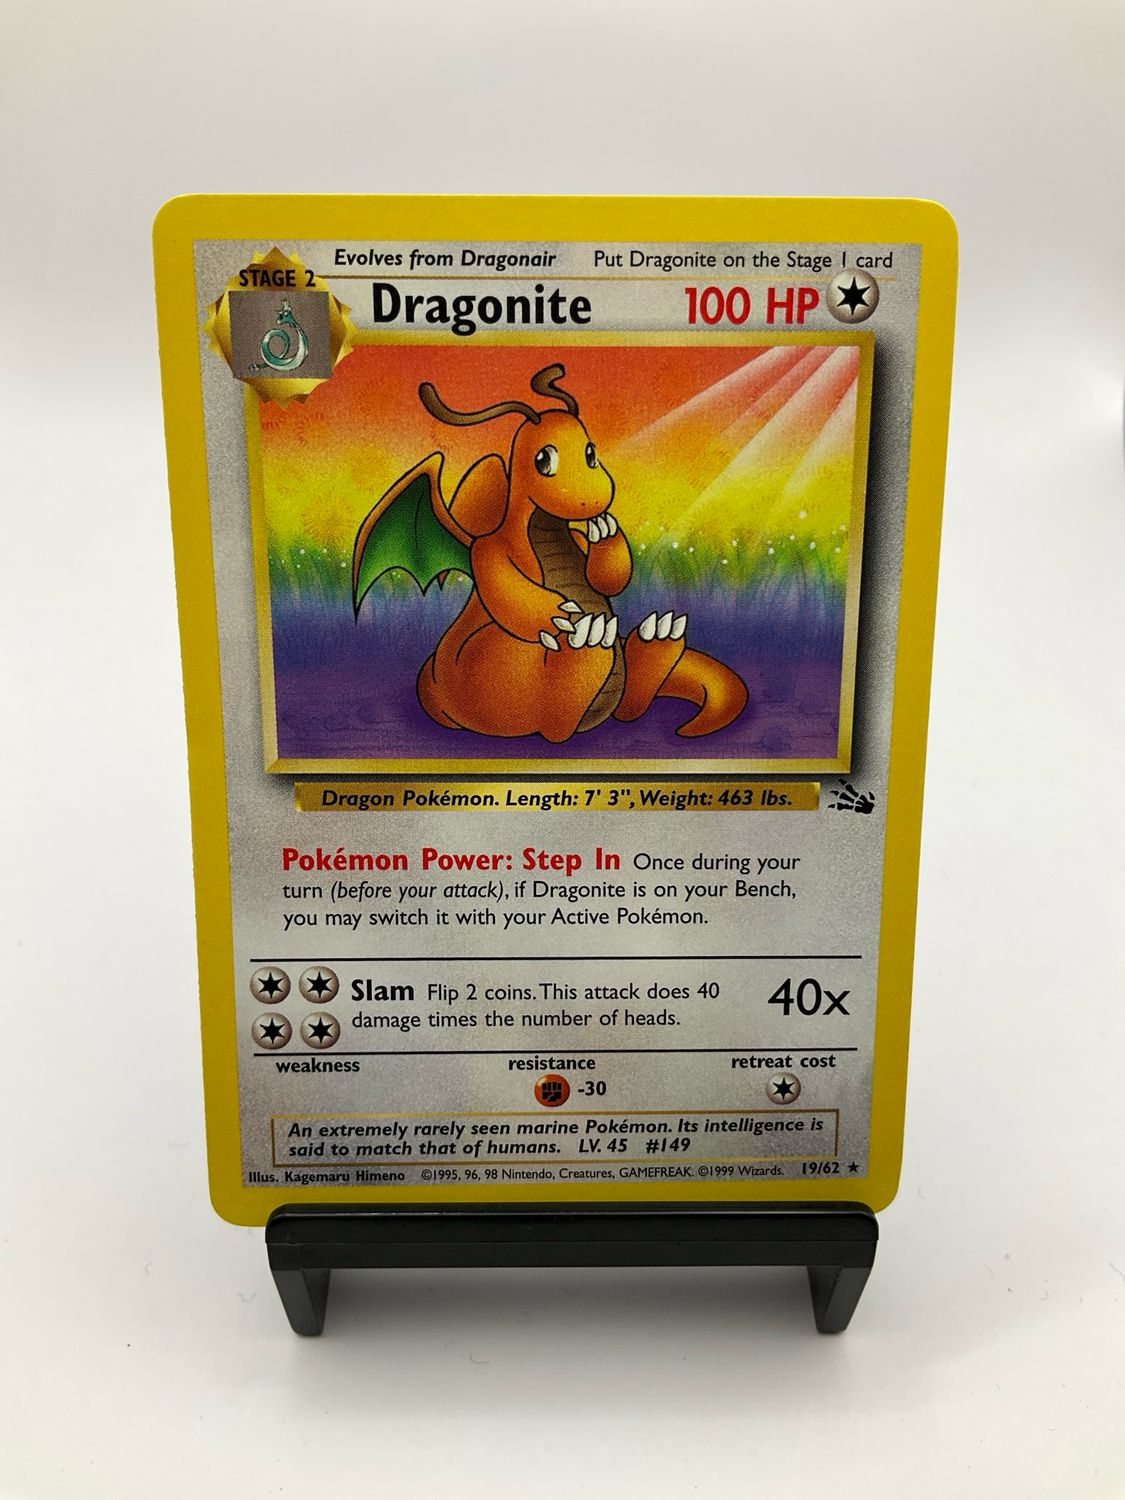 Evolves from Dragonair Put Dragonite on the Stage 1 card
STAGE 2
Dragonite 100 HP
Dragon Pokémon. Length: 7' 3", Weight: 463 lbs.
Pokémon Power: Step In Once during your
turn (before your attack), if Dragonite is on your Bench,
you may switch it with your Active Pokémon.
Slam Flip 2 coins. This attack does 40
damage times the number of heads.
40x
weakness resistance retreat cost
-30
An extremely rarely seen marine Pokémon. Its intelligence is
said to match that of humans. LV. 45 #149
Illus. Kagemaru Himeno ©1995, 96, 98 Nintendo, Creatures, GAMEFREAK. ©1999 Wizards. 19/62 ★